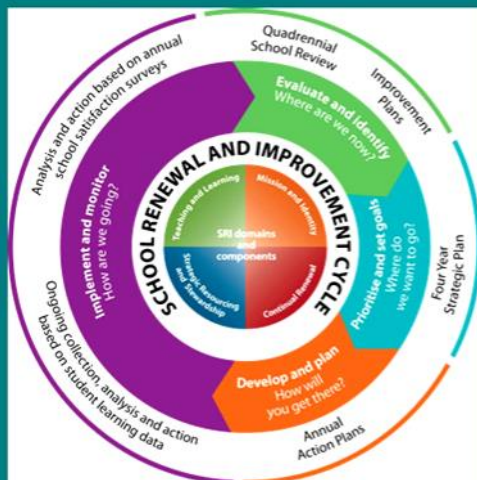 Analysis and action based on annual
school satisfaction surveys
Quadrennial
School Review
Improvement
Plans
Evaluate and identify
Where are we now?
SCHOOL RENEWAL AND IMPROVEMENT CYCLE
Teaching and Learning
Mission and Identity
SRI domains
and
components
Strategic Resourcing
and Stewardship
Continual Renewal
Implement and monitor
How are we going?
Prioritise and set goals
Where do
we want to go?
Four Year
Strategic Plan
Develop and plan
How will
you get there?
Annual
Action Plans
Ongoing collection, analysis and action
based on student learning data